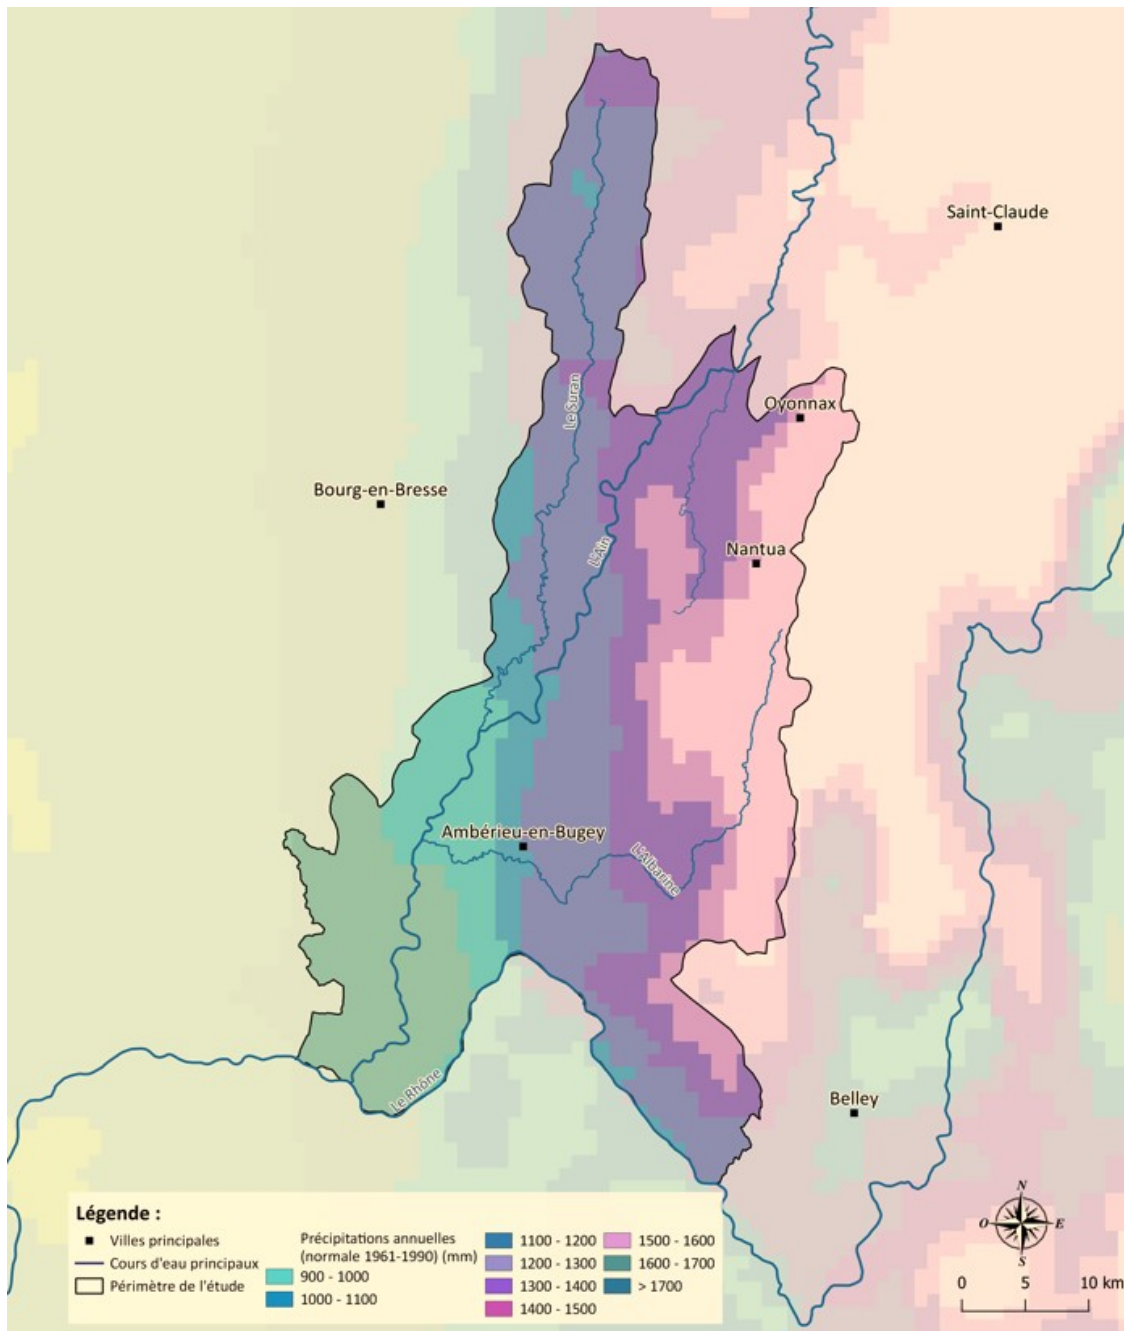 Saint-Claude
Oyonnax
Le Suran
Bourg-en-Bresse
L'Ain
Nantua
Ambérieu-en-Bugey
L'Albarine
Le Rhône
Belley
Légende :
Villes principales
Cours d'eau principaux
Périmètre de l'étude
Précipitations annuelles
(normale 1961-1990) (mm)
900 - 1000
1000 - 1100
1100 - 1200
1200 - 1300
1300 - 1400
1400 - 1500
1500 - 1600
1600 - 1700
> 1700
N
O E
S
0 5 10 km